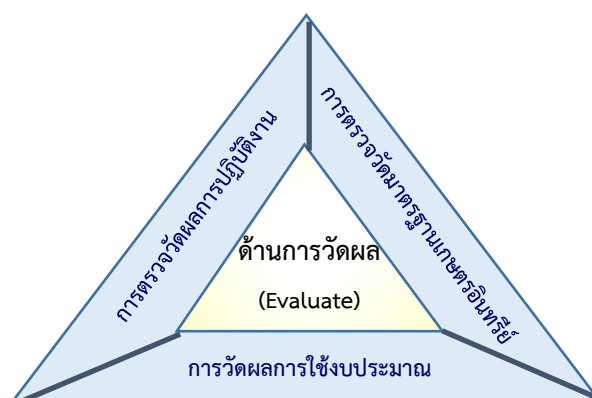 การตรวจวัดผลการปฏิบัติงาน
การตรวจวัดมาตรฐานเกษตรอินทรีย์
ด้านการวัดผล
(Evaluate)
การวัดผลการใช้งบประมาณ